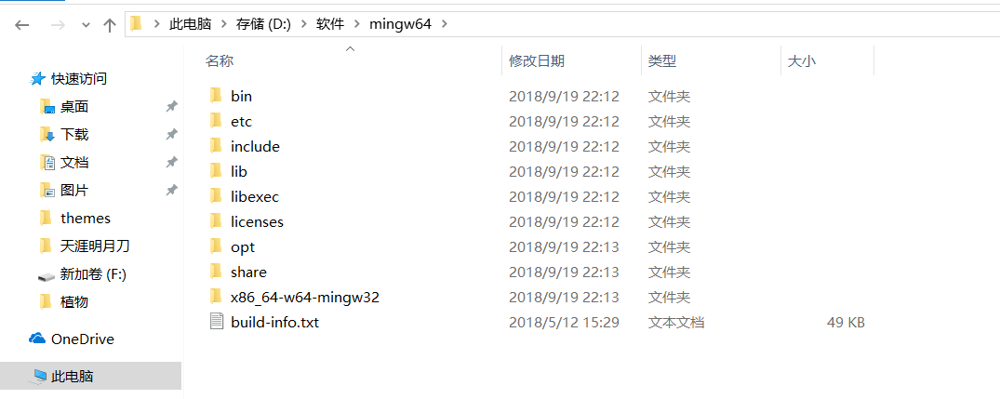 此电脑 存储 (D:) 软件 mingw64
名称 修改日期 类型 大小
快速访问
桌面
下载
文档
图片
themes
天涯明月刀
新加卷 (F:)
植物
OneDrive
此电脑
bin 2018/9/19 22:12 文件夹
etc 2018/9/19 22:12 文件夹
include 2018/9/19 22:12 文件夹
lib 2018/9/19 22:12 文件夹
libexec 2018/9/19 22:12 文件夹
licenses 2018/9/19 22:12 文件夹
opt 2018/9/19 22:13 文件夹
share 2018/9/19 22:13 文件夹
x86_64-w64-mingw32 2018/9/19 22:13 文件夹
build-info.txt 2018/5/12 15:29 文本文档 49 KB